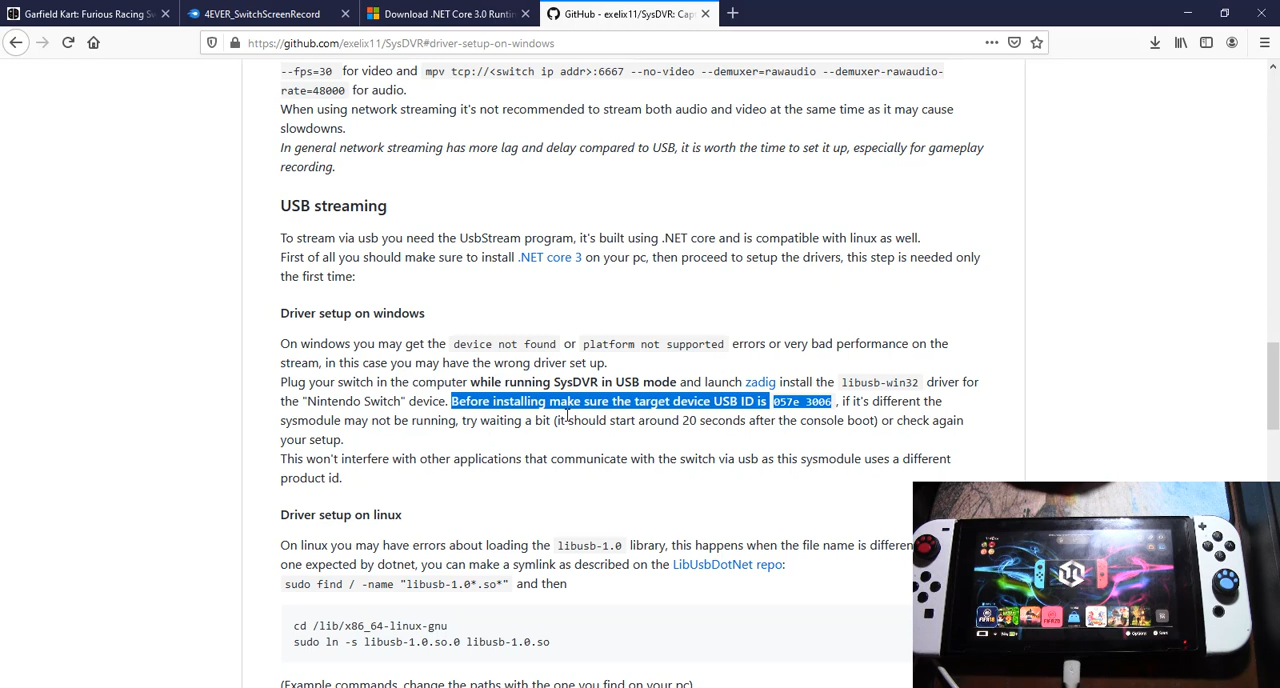 Garfield Kart: Furious Racing Sw
4EVER_SwitchScreenRecord
Download .NET Core 3.0 Runtin
GitHub - exelix11/SysDVR: Cap
https://github.com/exelix11/SysDVR#driver-setup-on-windows
--fps=30 for video and mpv tcp://<switch ip addr>:6667 --no-video --demuxer=rawaudio --demuxer-rawaudio-
rate=48000 for audio.
When using network streaming it's not recommended to stream both audio and video at the same time as it may cause
slowdowns.
In general network streaming has more lag and delay compared to USB, it is worth the time to set it up, especially for gameplay
recording.
USB streaming
To stream via usb you need the UsbStream program, it's built using .NET core and is compatible with linux as well.
First of all you should make sure to install .NET core 3 on your pc, then proceed to setup the drivers, this step is needed only
the first time:
Driver setup on windows
On windows you may get the device not found or platform not supported errors or very bad performance on the
stream, in this case you may have the wrong driver set up.
Plug your switch in the computer while running SysDVR in USB mode and launch zadig install the libusb-win32 driver for
the "Nintendo Switch" device. Before installing make sure the target device USB ID is 057e 3006 , if it's different the
sysmodule may not be running, try waiting a bit (it should start around 20 seconds after the console boot) or check again
your setup.
This won't interfere with other applications that communicate with the switch via usb as this sysmodule uses a different
product id.
Driver setup on linux
On linux you may have errors about loading the libusb-1.0 library, this happens when the file name is differen
one expected by dotnet, you can make a symlink as described on the LibUsbDotNet repo:
sudo find / -name "libusb-1.0*.so*" and then
cd /lib/x86_64-linux-gnu
sudo ln -s libusb-1.0.so.0 libusb-1.0.so
(Example commands, change the paths with the one you find on your pc)